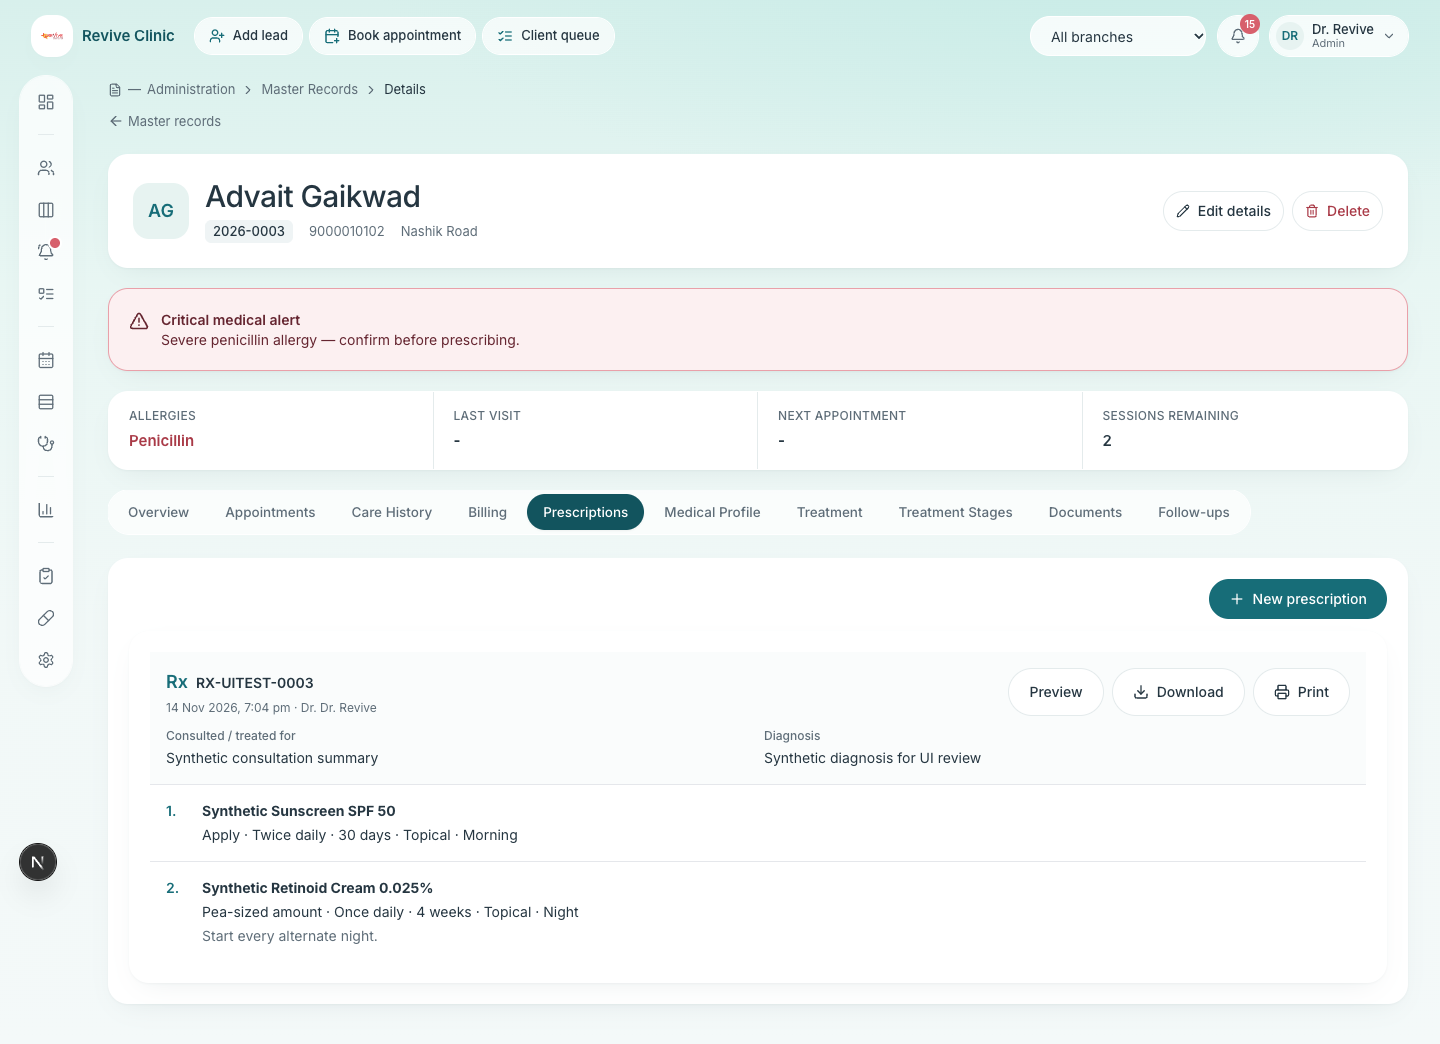 Revive Clinic
Add lead
Book appointment
Client queue
All branches
15
DR
Dr. Revive
Admin
— Administration > Master Records > Details
Master records
AG
Advait Gaikwad
2026-0003 9000010102 Nashik Road
Edit details
Delete
Critical medical alert
Severe penicillin allergy — confirm before prescribing.
ALLERGIES
Penicillin
LAST VISIT
-
NEXT APPOINTMENT
-
SESSIONS REMAINING
2
Overview
Appointments
Care History
Billing
Prescriptions
Medical Profile
Treatment
Treatment Stages
Documents
Follow-ups
New prescription
Rx RX-UITEST-0003
14 Nov 2026, 7:04 pm · Dr. Dr. Revive
Preview
Download
Print
Consulted / treated for
Synthetic consultation summary
Diagnosis
Synthetic diagnosis for UI review
1. Synthetic Sunscreen SPF 50
Apply · Twice daily · 30 days · Topical · Morning
2. Synthetic Retinoid Cream 0.025%
Pea-sized amount · Once daily · 4 weeks · Topical · Night
Start every alternate night.
N